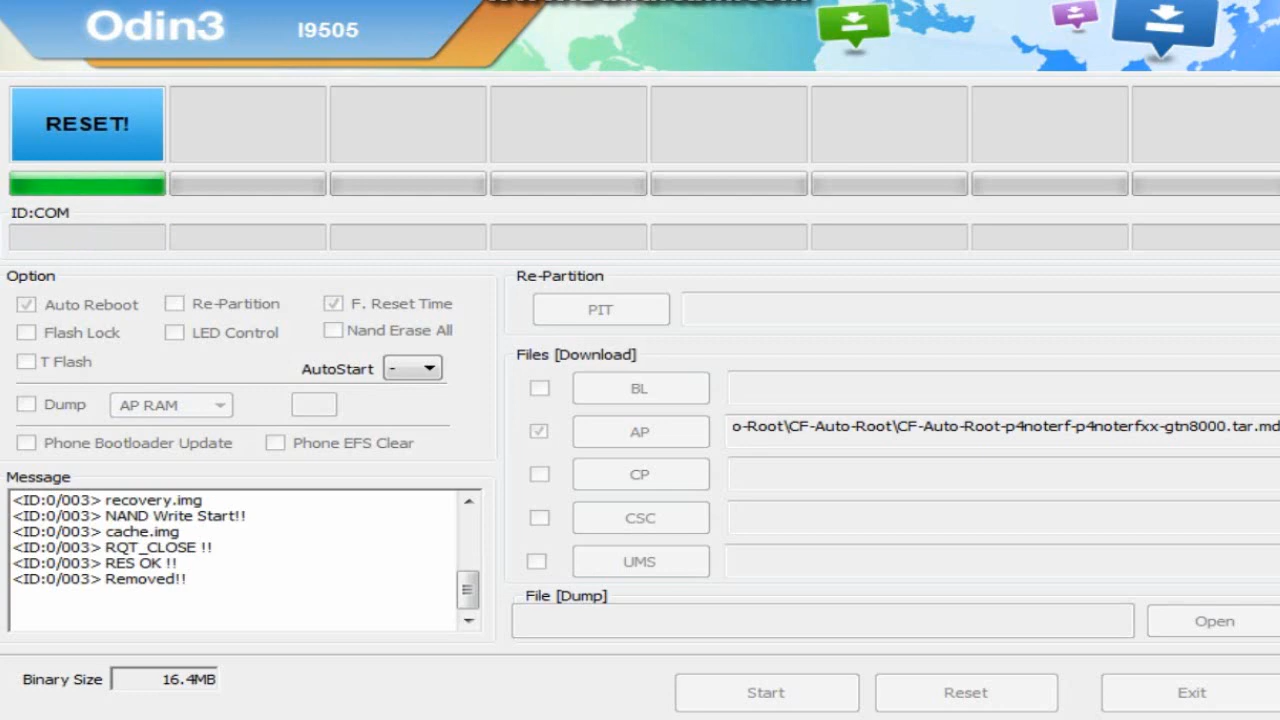 Odin3 I9505
RESET!
ID:COM
Option
Auto Reboot Re-Partition F. Reset Time
Flash Lock LED Control Nand Erase All
T Flash AutoStart -
Dump AP RAM
Phone Bootloader Update Phone EFS Clear
Message
<ID:0/003> recovery.img
<ID:0/003> NAND Write Start!!
<ID:0/003> cache.img
<ID:0/003> RQT_CLOSE !!
<ID:0/003> RES OK !!
<ID:0/003> Removed!!
Re-Partition
PIT
Files [Download]
BL
AP o-Root\CF-Auto-Root\CF-Auto-Root-p4noterf-p4noterfxx-gtn8000.tar.md
CP
CSC
UMS
File [Dump]
Open
Binary Size 16.4MB
Start Reset Exit